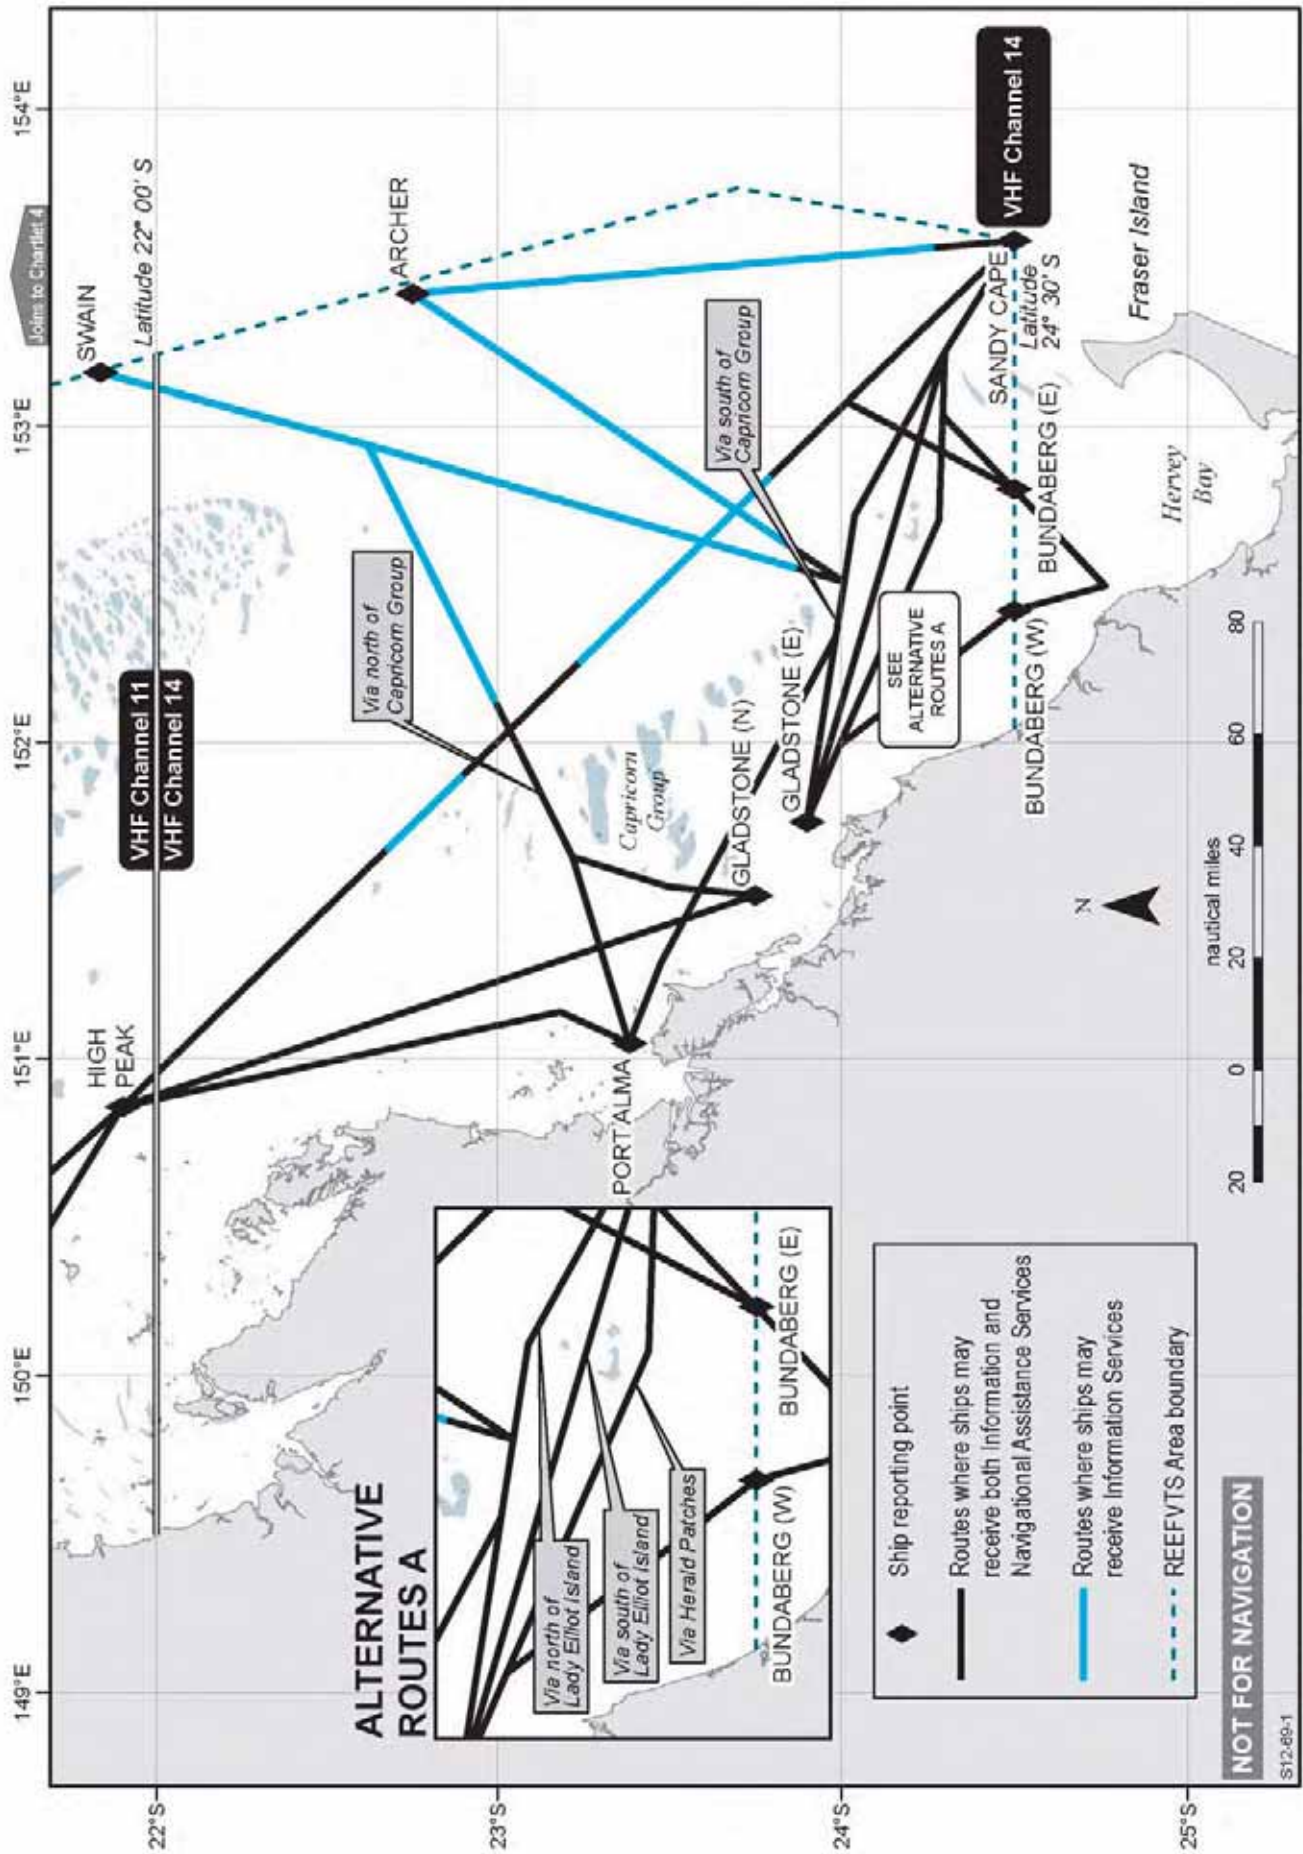 Joins to Chartlet 4
149°E
150°E
151°E
152°E
153°E
154°E
22°S
23°S
24°S
25°S
SWAIN
Latitude 22° 00' S
HIGH
PEAK
VHF Channel 11
VHF Channel 14
ARCHER
Via north of
Capricorn Group
Capricorn
Group
Via south of
Capricorn Group
PORT ALMA
GLADSTONE (N)
GLADSTONE (E)
SEE
ALTERNATIVE
ROUTES A
SANDY CAPE
Latitude
24° 30' S
VHF Channel 14
BUNDABERG (W)
BUNDABERG (E)
Hervey
Bay
Fraser Island
ALTERNATIVE
ROUTES A
Via north of
Lady Elliot Island
Via south of
Lady Elliot Island
Via Herald Patches
BUNDABERG (W)
BUNDABERG (E)
Ship reporting point
Routes where ships may
receive both Information and
Navigational Assistance Services
Routes where ships may
receive Information Services
REEFVTS Area boundary
N
nautical miles
20 0 20 40 60 80
NOT FOR NAVIGATION
S12-69-1